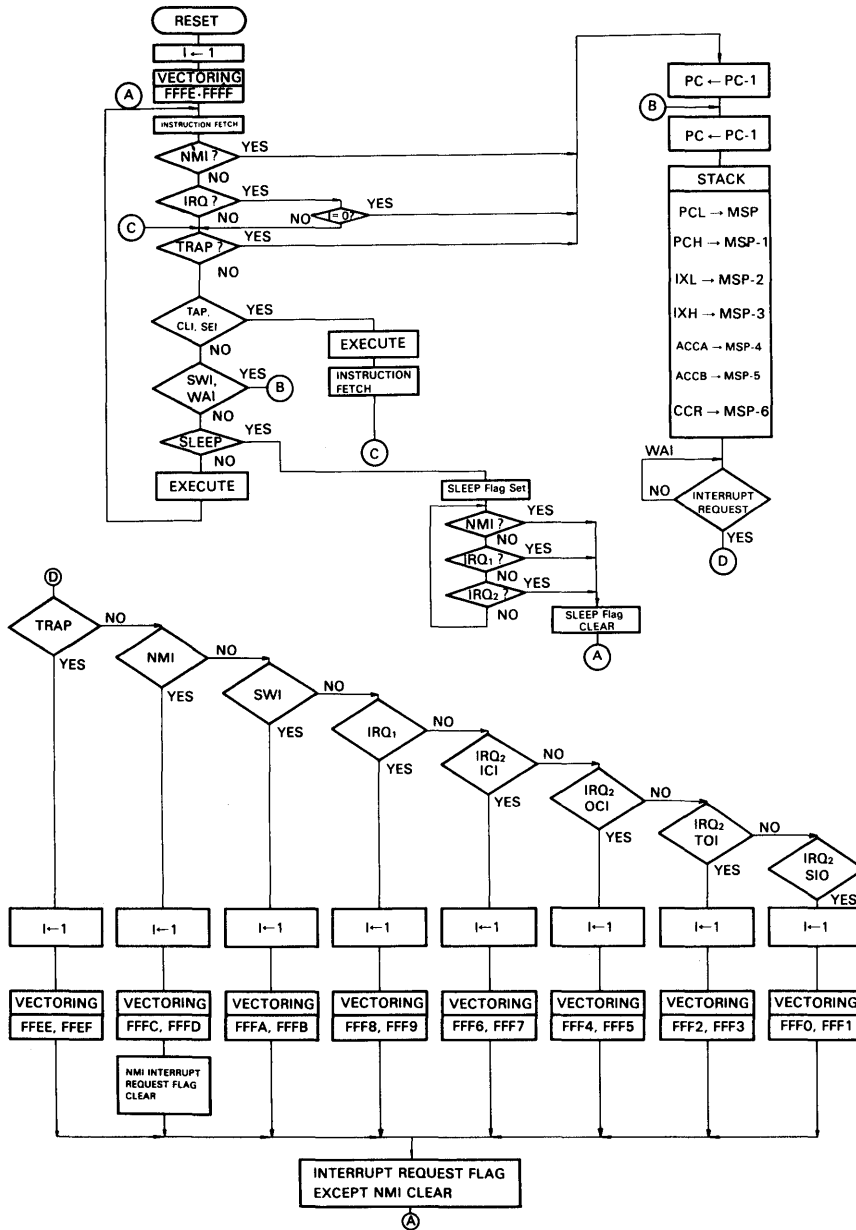 RESET
I ← 1
VECTORING
FFFE·FFFF
A
INSTRUCTION FETCH
NMI ?
YES
NO
IRQ ?
YES
NO
I = 0?
YES
NO
C
TRAP ?
YES
NO
TAP,
CLI, SEI
YES
NO
EXECUTE
INSTRUCTION
FETCH
C
SWI,
WAI
YES
B
NO
SLEEP
YES
NO
EXECUTE
PC ← PC-1
B
PC ← PC-1
STACK
PCL → MSP
PCH → MSP-1
IXL → MSP-2
IXH → MSP-3
ACCA → MSP-4
ACCB → MSP-5
CCR → MSP-6
WAI
NO
INTERRUPT
REQUEST
YES
D
SLEEP Flag Set
NMI ?
YES
NO
IRQ₁ ?
YES
NO
IRQ₂ ?
YES
NO
SLEEP Flag
CLEAR
A
D
TRAP
NO
YES
NMI
NO
YES
SWI
NO
YES
IRQ₁
NO
YES
IRQ₂
ICI
NO
YES
IRQ₂
OCI
NO
YES
IRQ₂
TOI
NO
YES
IRQ₂
SIO
YES
I←1
I←1
I←1
I←1
I←1
I←1
I←1
I←1
VECTORING
FFEE, FFEF
VECTORING
FFFC, FFFD
VECTORING
FFFA, FFFB
VECTORING
FFF8, FFF9
VECTORING
FFF6, FFF7
VECTORING
FFF4, FFF5
VECTORING
FFF2, FFF3
VECTORING
FFF0, FFF1
NMI INTERRUPT
REQUEST FLAG
CLEAR
INTERRUPT REQUEST FLAG
EXCEPT NMI CLEAR
A